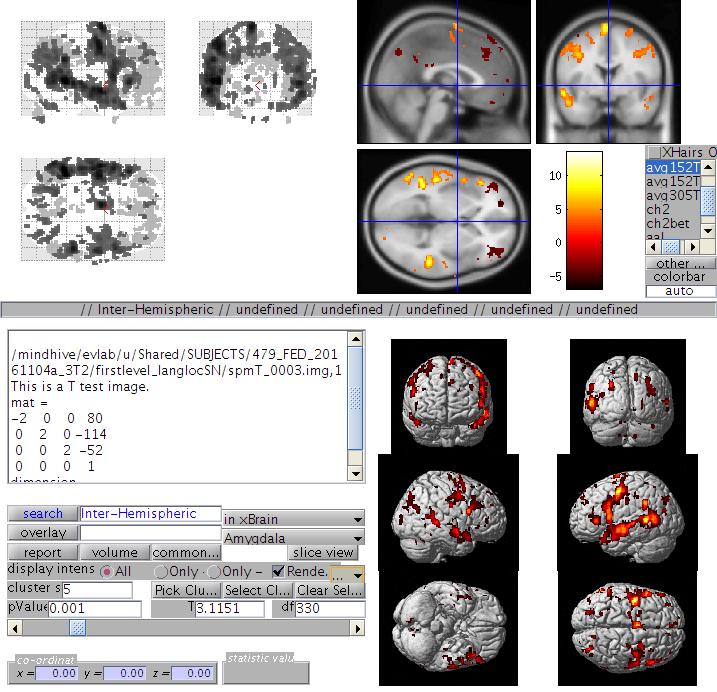 10
5
0
−5
XHairs O
avg152T
avg152T
avg305T
ch2
ch2bet
aal
other ...
colorbar
auto
// Inter-Hemispheric // undefined // undefined // undefined // undefined // undefined
/mindhive/evlab/u/Shared/SUBJECTS/479_FED_201
61104a_3T2/firstlevel_langlocSN/spmT_0003.img,1
This is a T test image.
mat =
−2 0 0 80
0 2 0 −114
0 0 2 −52
0 0 0 1
dimension
search Inter-Hemispheric in xBrain
overlay Amygdala
report volume common... slice view
display intens All Only + Only − Rende. ...
cluster s 5 Pick Clu... Select Cl... Clear Sel...
pValue 0.001 T 3.1151 df 330
co-ordinat statistic valu
x = 0.00 y = 0.00 z = 0.00